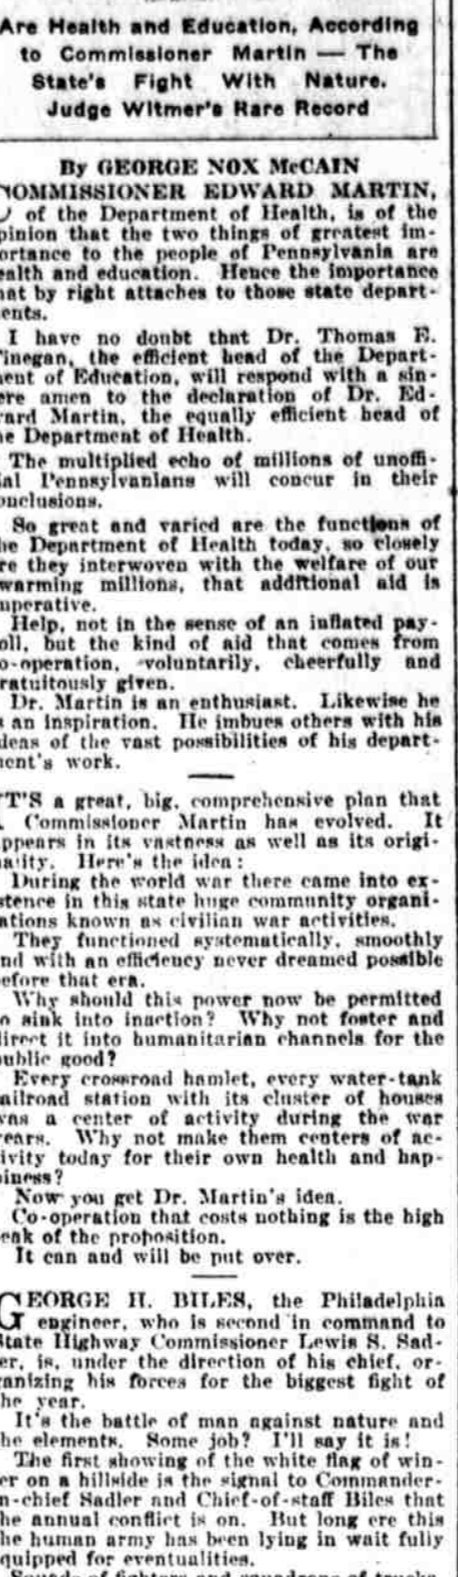 Are Health and Education, According
to Commissioner Martin — The
State's Fight With Nature.
Judge Witmer's Rare Record
By GEORGE NOX McCAIN
COMMISSIONER EDWARD MARTIN,
of the Department of Health, is of the
pinion that the two things of greatest im-
ortance to the people of Pennsylvania are
ealth and education. Hence the importance
hat by right attaches to those state depart-
ents.
I have no doubt that Dr. Thomas E.
inegan, the efficient head of the Depart-
ent of Education, will respond with a sin-
ere amen to the declaration of Dr. Ed-
ard Martin, the equally efficient head of
he Department of Health.
The multiplied echo of millions of unoffi-
ial Pennsylvanians will concur in their
onclusions.
So great and varied are the functions of
he Department of Health today, so closely
re they interwoven with the welfare of our
warming millions, that additional aid is
mperative.
Help, not in the sense of an inflated pay-
oll, but the kind of aid that comes from
o-operation, voluntarily, cheerfully and
ratuitously given.
Dr. Martin is an enthusiast. Likewise he
s an inspiration. He imbues others with his
deas of the vast possibilities of his depart-
ent's work.
IT'S a great, big, comprehensive plan that
Commissioner Martin has evolved. It
ppears in its vastness as well as its origi-
ality. Here's the idea:
During the world war there came into ex-
stence in this state huge community organi-
ations known as civilian war activities.
They functioned systematically, smoothly
nd with an efficiency never dreamed possible
efore that era.
Why should this power now be permitted
o sink into inaction? Why not foster and
direct it into humanitarian channels for the
public good?
Every crossroad hamlet, every water-tank
ailroad station with its cluster of houses
was a center of activity during the war
ears. Why not make them centers of ac-
ivity today for their own health and hap-
iness?
Now you get Dr. Martin's idea.
Co-operation that costs nothing is the high
eak of the proposition.
It can and will be put over.
GEORGE H. BILES, the Philadelphia
engineer, who is second in command to
State Highway Commissioner Lewis S. Sad-
er, is, under the direction of his chief, or-
anizing his forces for the biggest fight of
he year.
It's the battle of man against nature and
he elements. Some job? I'll say it is!
The first showing of the white flag of win-
er on a hillside is the signal to Commander-
n-chief Sadler and Chief-of-staff Biles that
he annual conflict is on. But long ere this
he human army has been lying in wait fully
quipped for eventualities.
Squads of fighters and squadrons of trucks,